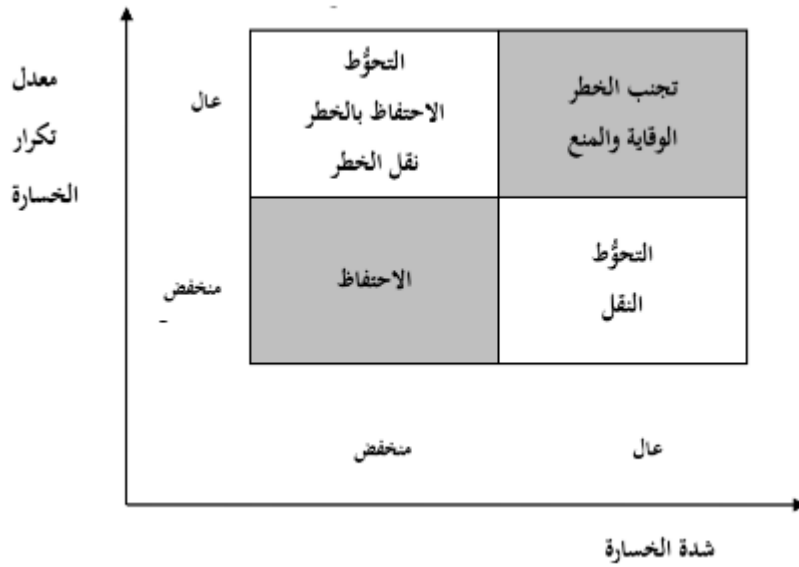 معدل
تكرار
الخسارة
عال
منخفض
تجنب الخطر
الوقاية والمنع
التحوُّط
الاحتفاظ بالخطر
نقل الخطر
التحوُّط
النقل
الاحتفاظ
عال
منخفض
شدة الخسارة